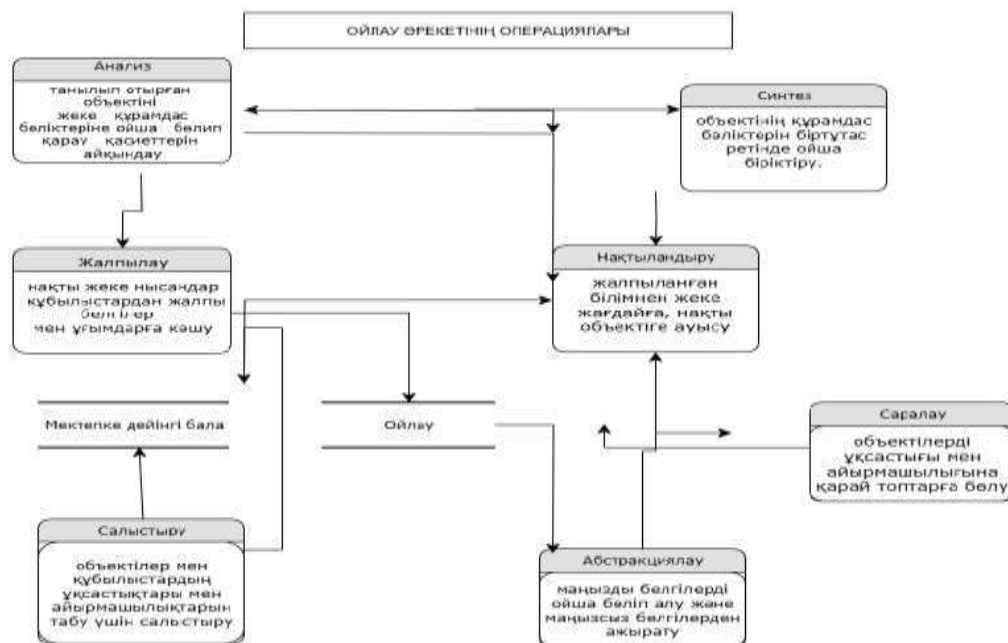 ОЙЛАУ ӘРЕКЕТІНІҢ ОПЕРАЦИЯЛАРЫ
Анализ
танылып отырған
объектіні
жеке құрамдас
бөліктеріне ойша бөлип
қарау қасиеттерін
айқындау
Синтез
объектінің құрамдас
бөліктерін біртұтас
ретінде ойша
біріктіру.
Жалпылау
нақты жеке нысандар
құбылыстардан жалпы
белгілер
мен ұғымдарға көшу
Нақтыландыру
жалпыланған
білімнен жеке
жағдайға, нақты
объектіге ауысу
Мектепке дейінгі бала
Ойлау
Саралау
объектілерді
ұқсастығы мен
айырмашылығына
қарай топтарға бөлу
Салыстыру
объектілер мен
құбылыстардың
ұқсастықтары мен
айырмашылықтарын
табу үшін салыстыру
Абстракциялау
маңызды белгілерді
ойша бөліп алу және
маңызсыз белгілерден
ажырату